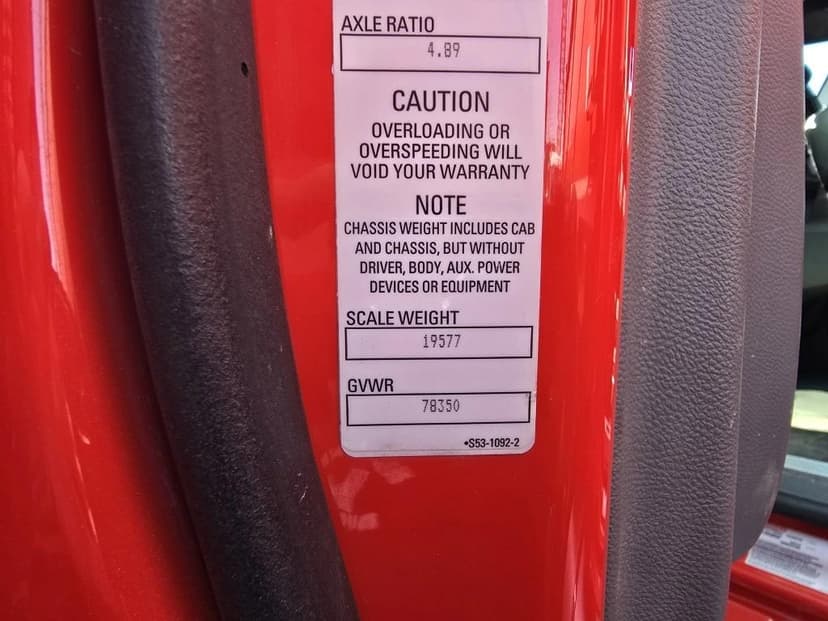 AXLE RATIO
4.89
CAUTION
OVERLOADING OR
OVERSPEEDING WILL
VOID YOUR WARRANTY
NOTE
CHASSIS WEIGHT INCLUDES CAB
AND CHASSIS, BUT WITHOUT
DRIVER, BODY, AUX. POWER
DEVICES OR EQUIPMENT
SCALE WEIGHT
19577
GVWR
78350
•S53-1092-2